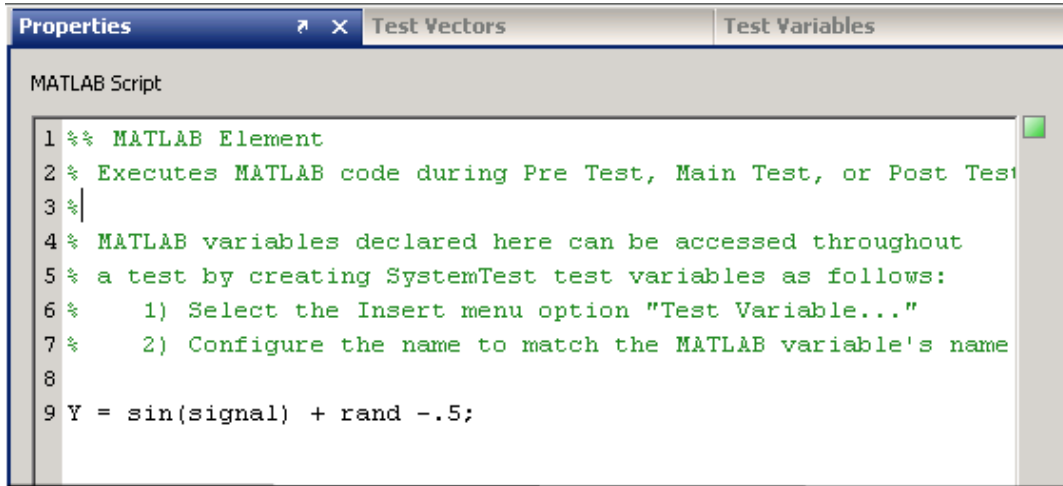 Properties Test Vectors Test Variables
MATLAB Script
1 %% MATLAB Element
2 % Executes MATLAB code during Pre Test, Main Test, or Post Test
3 %
4 % MATLAB variables declared here can be accessed throughout
5 % a test by creating SystemTest test variables as follows:
6 %    1) Select the Insert menu option "Test Variable..."
7 %    2) Configure the name to match the MATLAB variable's name
8
9 Y = sin(signal) + rand -.5;